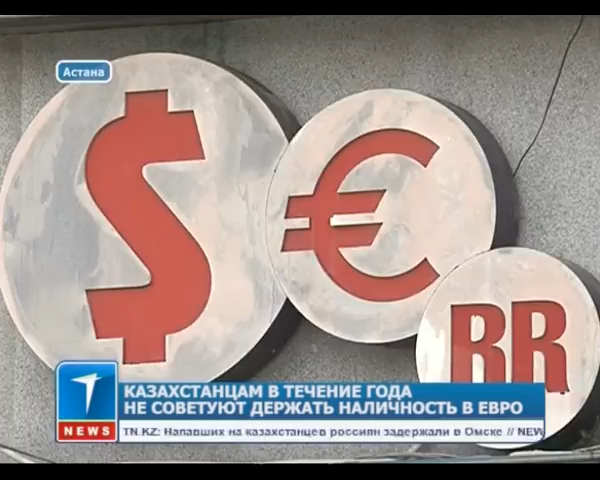 Астана
$
€
RR
КАЗАХСТАНЦАМ В ТЕЧЕНИЕ ГОДА
НЕ СОВЕТУЮТ ДЕРЖАТЬ НАЛИЧНОСТЬ В ЕВРО
NEWS
TN.KZ: Напавших на казахстанцев россиян задержали в Омске // NEW